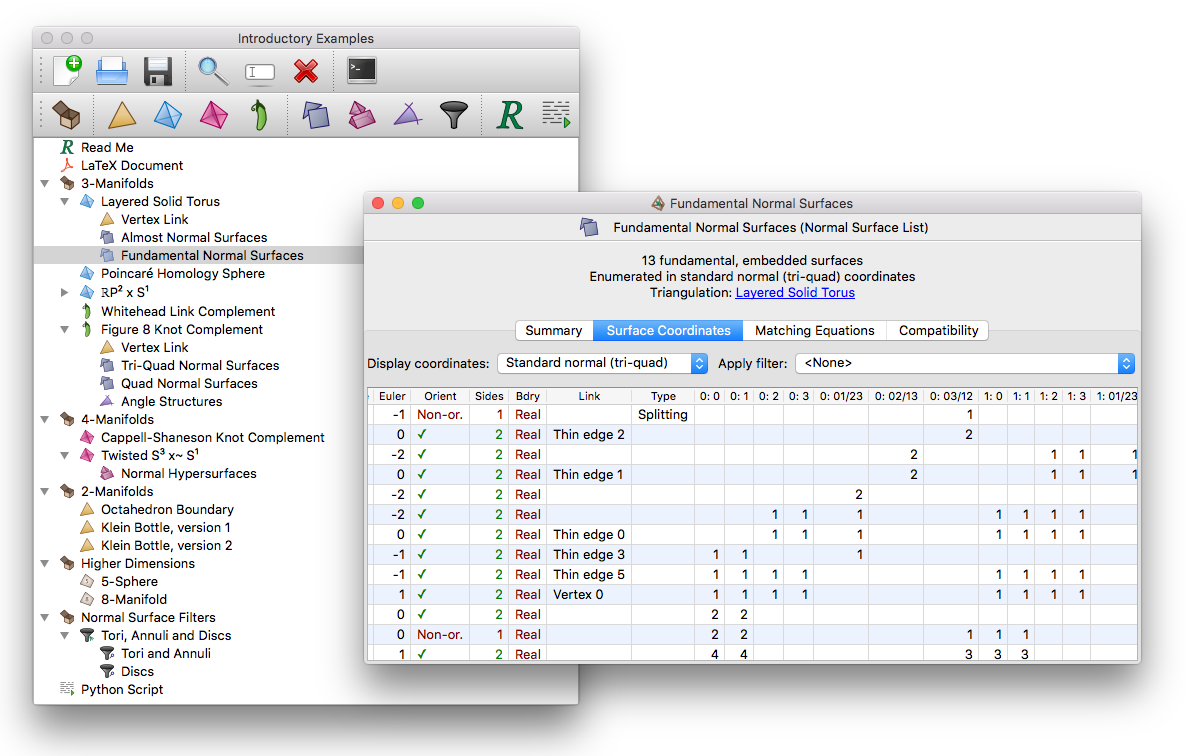 Introductory Examples
Read Me
LaTeX Document
3-Manifolds
Layered Solid Torus
Vertex Link
Almost Normal Surfaces
Fundamental Normal Surfaces
Poincaré Homology Sphere
ℝP² x S¹
Whitehead Link Complement
Figure 8 Knot Complement
Vertex Link
Tri-Quad Normal Surfaces
Quad Normal Surfaces
Angle Structures
4-Manifolds
Cappell-Shaneson Knot Complement
Twisted S³ x~ S¹
Normal Hypersurfaces
2-Manifolds
Octahedron Boundary
Klein Bottle, version 1
Klein Bottle, version 2
Higher Dimensions
5-Sphere
8-Manifold
Normal Surface Filters
Tori, Annuli and Discs
Tori and Annuli
Discs
Python Script
Fundamental Normal Surfaces
Fundamental Normal Surfaces (Normal Surface List)
13 fundamental, embedded surfaces
Enumerated in standard normal (tri-quad) coordinates
Triangulation: Layered Solid Torus
Summary Surface Coordinates Matching Equations Compatibility
Display coordinates: Standard normal (tri-quad) Apply filter: <None>
Euler Orient Sides Bdry Link Type 0: 0 0: 1 0: 2 0: 3 0: 01/23 0: 02/13 0: 03/12 1: 0 1: 1 1: 2 1: 3 1: 01/23
-1 Non-or. 1 Real Splitting 1
0 ✓ 2 Real Thin edge 2 2
-2 ✓ 2 Real 2 1 1 1
0 ✓ 2 Real Thin edge 1 2 1 1 1
-2 ✓ 2 Real 2
-2 ✓ 2 Real 1 1 1 1 1 1 1
0 ✓ 2 Real Thin edge 0 1 1 1 1 1 1 1
-1 ✓ 2 Real Thin edge 3 1 1 1
-1 ✓ 2 Real Thin edge 5 1 1 1 1 1 1 1 1
1 ✓ 2 Real Vertex 0 1 1 1 1 1 1 1 1
0 ✓ 2 Real 2 2
0 Non-or. 1 Real 2 2 1 1 1
1 ✓ 2 Real 4 4 3 3 3